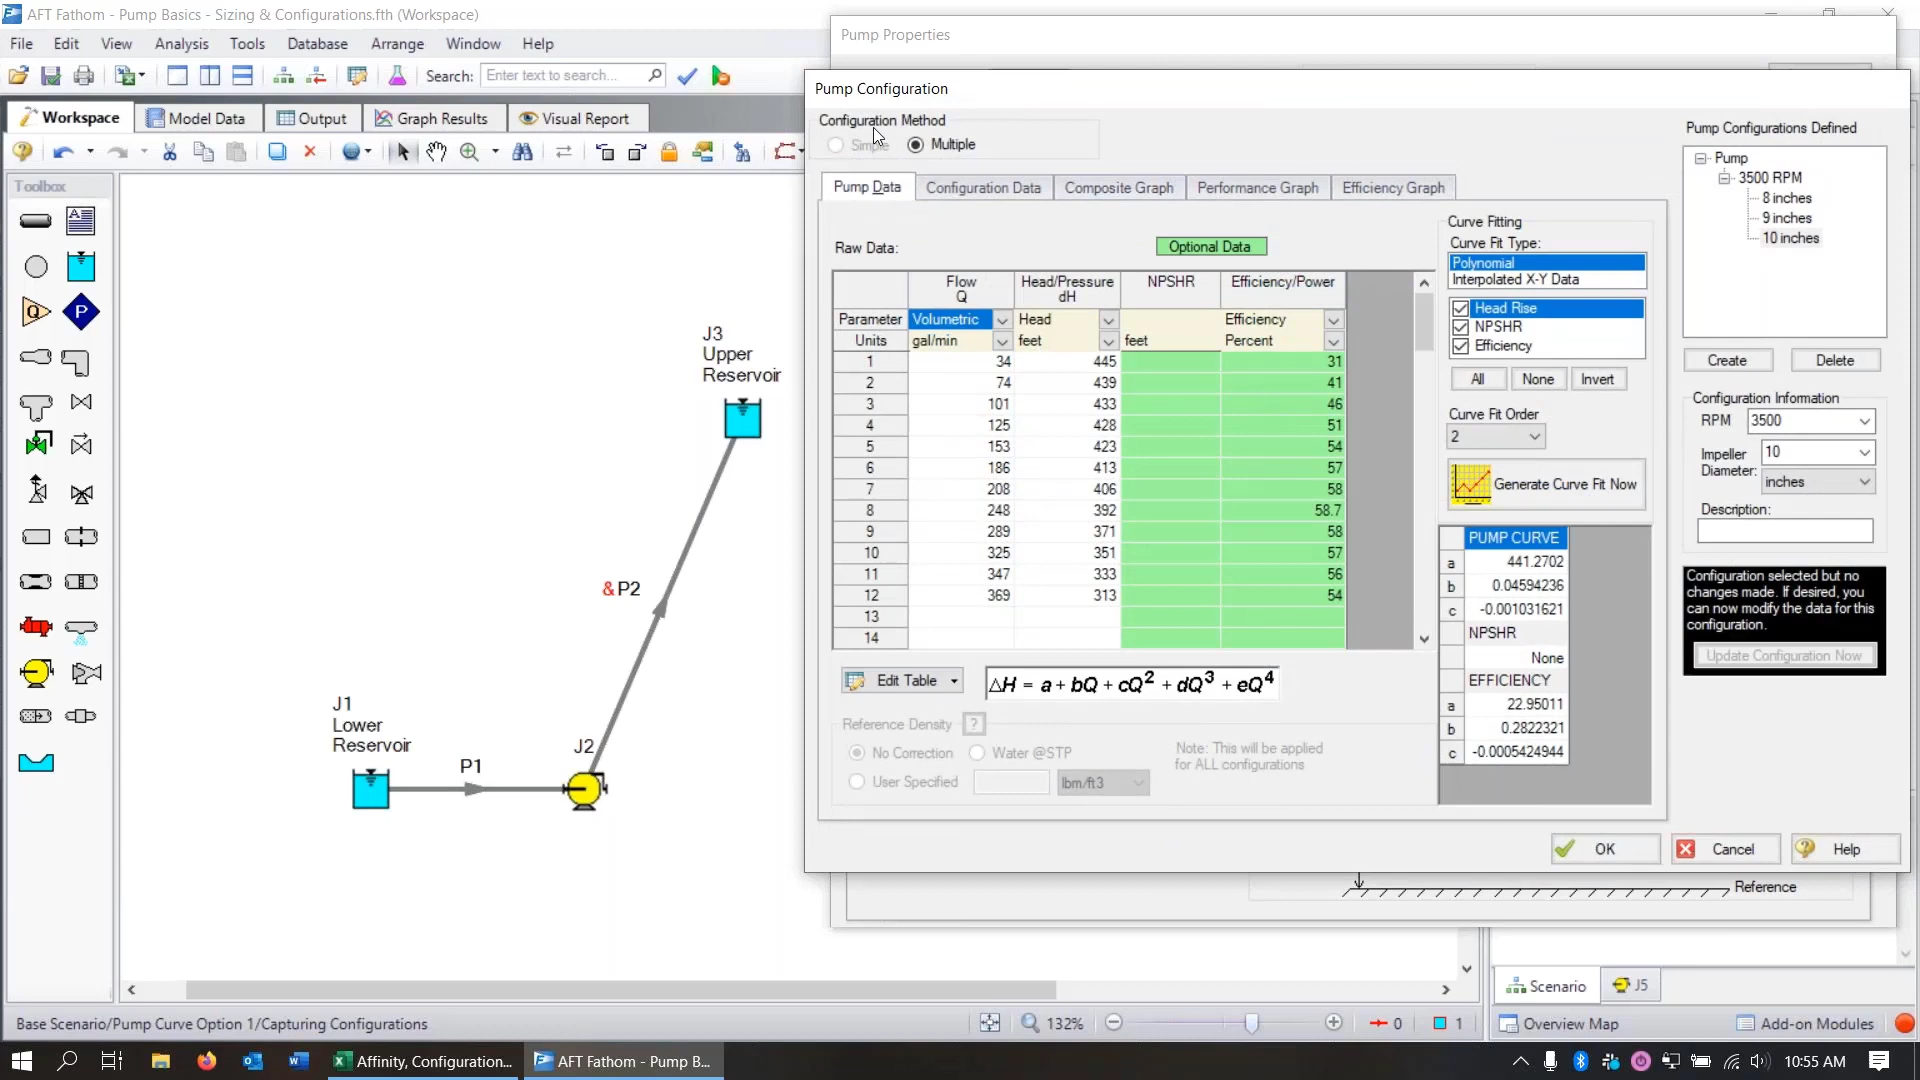 AFT Fathom - Pump Basics - Sizing & Configurations.fth (Workspace)
File Edit View Analysis Tools Database Arrange Window Help
Search: Enter text to search...
Workspace Model Data Output Graph Results Visual Report
Toolbox
J3
Upper
Reservoir
&P2
J1
Lower
Reservoir
P1
J2
Pump Properties
Pump Configuration
Configuration Method
Simple Multiple
Pump Data Configuration Data Composite Graph Performance Graph Efficiency Graph
Raw Data: Optional Data
Flow Head/Pressure NPSHR Efficiency/Power
Q dH
Parameter Volumetric Head Efficiency
Units gal/min feet feet Percent
1 34 445 31
2 74 439 41
3 101 433 46
4 125 428 51
5 153 423 54
6 186 413 57
7 208 406 58
8 248 392 58.7
9 289 371 58
10 325 351 57
11 347 333 56
12 369 313 54
13
14
Edit Table
ΔH = a + bQ + cQ² + dQ³ + eQ⁴
Reference Density ?
No Correction Water @STP
User Specified lbm/ft3
Note: This will be applied
for ALL configurations
Curve Fitting
Curve Fit Type:
Polynomial
Interpolated X-Y Data
Head Rise
NPSHR
Efficiency
All None Invert
Curve Fit Order
2
Generate Curve Fit Now
PUMP CURVE
a 441.2702
b 0.04594236
c -0.001031621
NPSHR
None
EFFICIENCY
a 22.95011
b 0.2822321
c -0.0005424944
Pump Configurations Defined
Pump
3500 RPM
8 inches
9 inches
10 inches
Create Delete
Configuration Information
RPM 3500
Impeller
Diameter:
10
inches
Description:
Configuration selected but no
changes made. If desired, you
can now modify the data for this
configuration.
Update Configuration Now
OK Cancel Help
Reference
Scenario J5
Base Scenario/Pump Curve Option 1/Capturing Configurations
132% 0 1
Overview Map Add-on Modules
Affinity, Configuration... AFT Fathom - Pump B...
10:55 AM